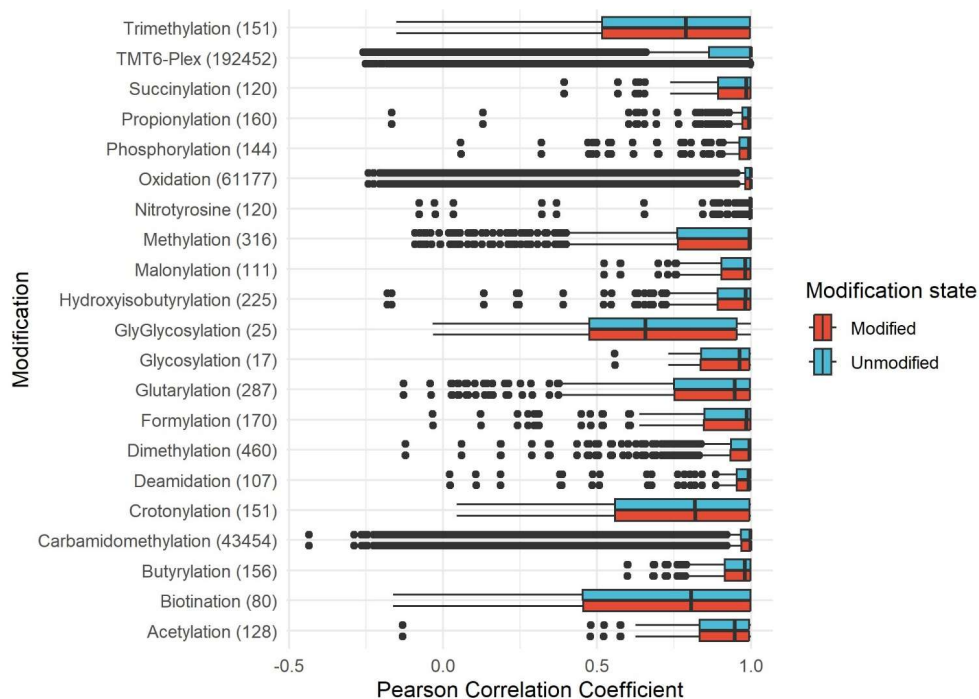 Trimethylation (151)
TMT6-Plex (192452)
Succinylation (120)
Propionylation (160)
Phosphorylation (144)
Oxidation (61177)
Nitrotyrosine (120)
Methylation (316)
Malonylation (111)
Hydroxyisobutyrylation (225)
GlyGlycosylation (25)
Glycosylation (17)
Glutarylation (287)
Formylation (170)
Dimethylation (460)
Deamidation (107)
Crotonylation (151)
Carbamidomethylation (43454)
Butyrylation (156)
Biotination (80)
Acetylation (128)
Modification
-0.5 0.0 0.5 1.0
Pearson Correlation Coefficient
Modification state
Modified
Unmodified